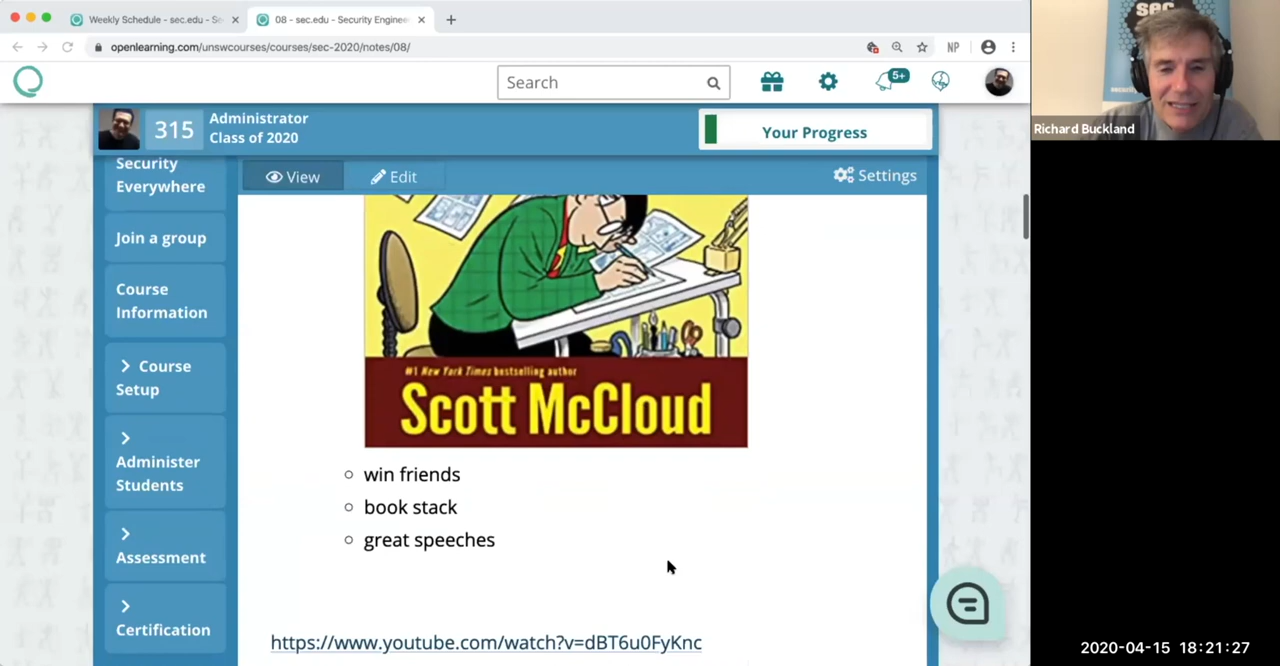 Weekly Schedule - sec.edu - Se
08 - sec.edu - Security Enginee
openlearning.com/unswcourses/courses/sec-2020/notes/08/
NP
Search
5+
315
Administrator
Class of 2020
Your Progress
Security
Everywhere
View
Edit
Settings
Join a group
Course
Information
Course
Setup
Administer
Students
Assessment
Certification
#1 New York Times bestselling author
Scott McCloud
win friends
book stack
great speeches
https://www.youtube.com/watch?v=dBT6u0FyKnc
sec
Richard Buckland
2020-04-15 18:21:27